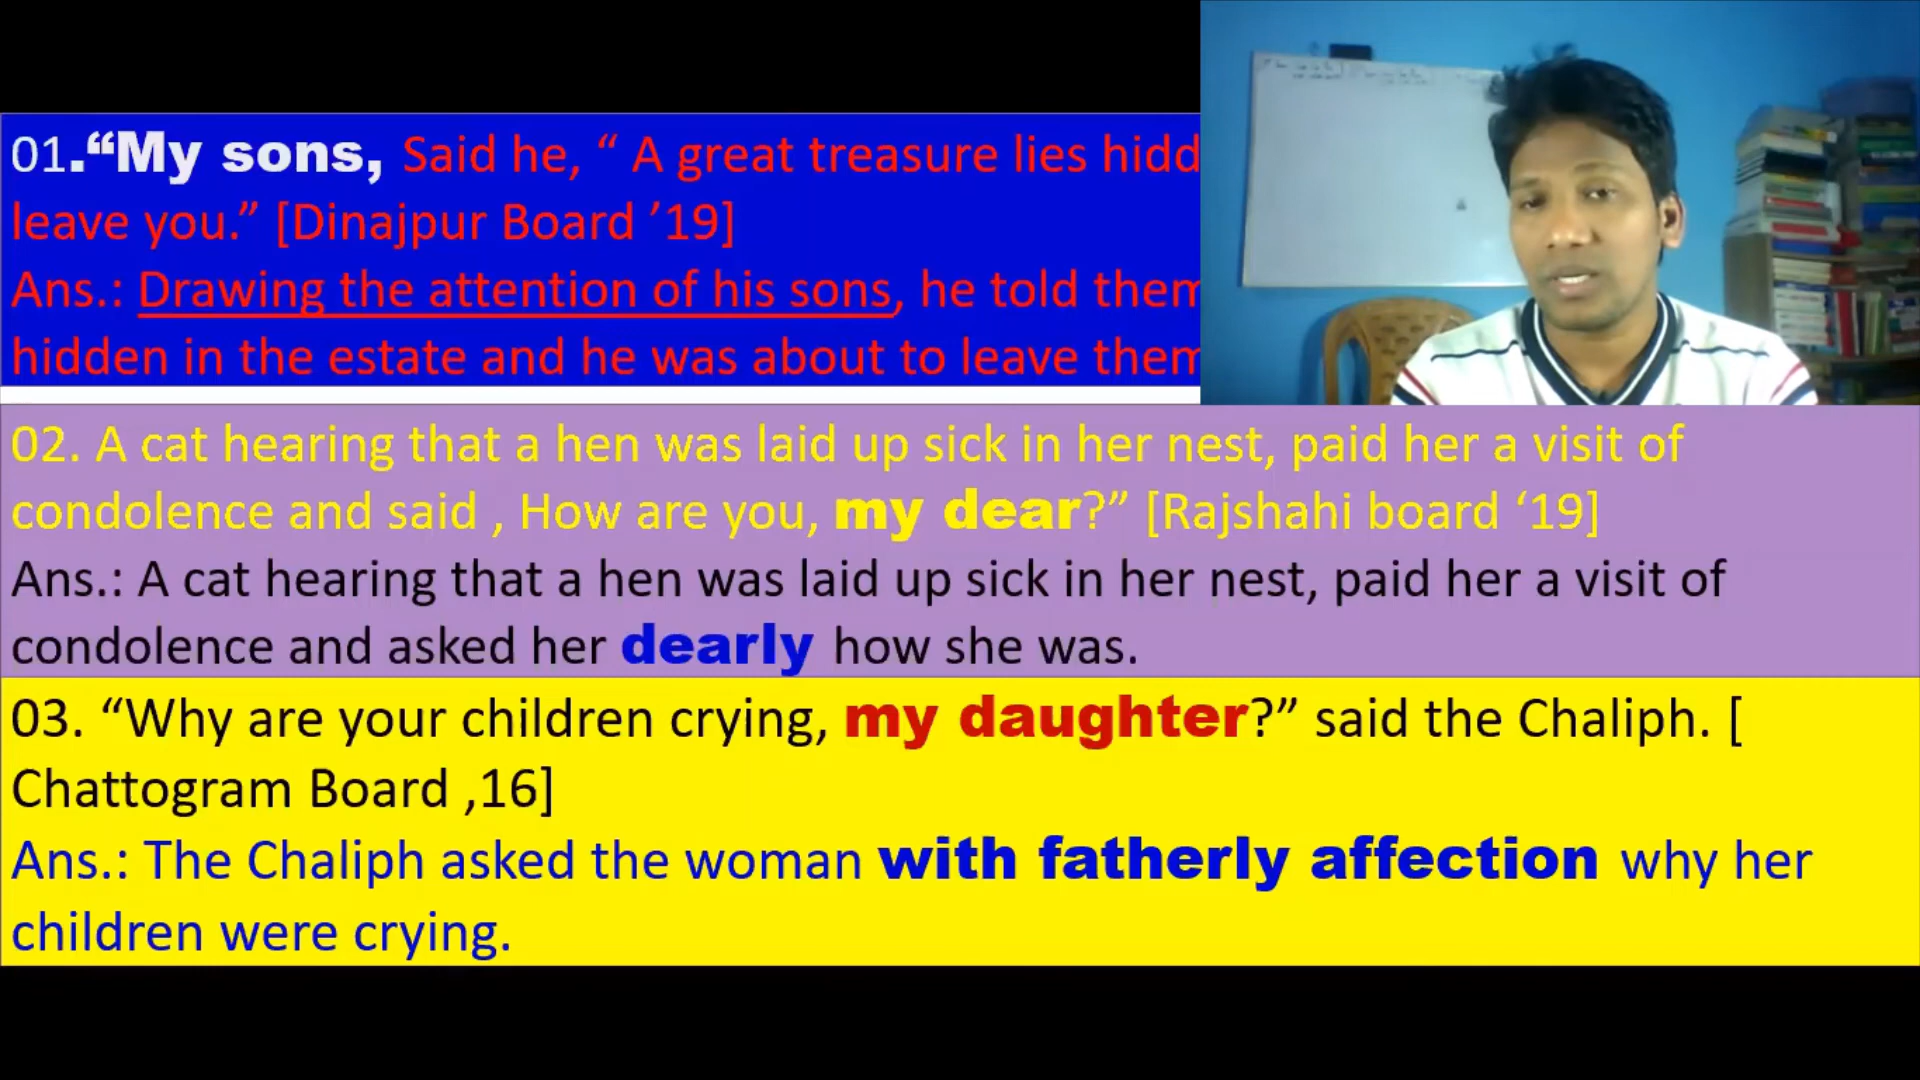 01.“My sons, Said he, “ A great treasure lies
leave you.” [Dinajpur Board ’19]
Ans.: Drawing the attention of his sons, he told them
hidden in the estate and he was about to leave them
02. A cat hearing that a hen was laid up sick in her nest, paid her a visit of
condolence and said , How are you, my dear?” [Rajshahi board ‘19]
Ans.: A cat hearing that a hen was laid up sick in her nest, paid her a visit of
condolence and asked her dearly how she was.
03. “Why are your children crying, my daughter?” said the Chaliph. [
Chattogram Board ,16]
Ans.: The Chaliph asked the woman with fatherly affection why her
children were crying.